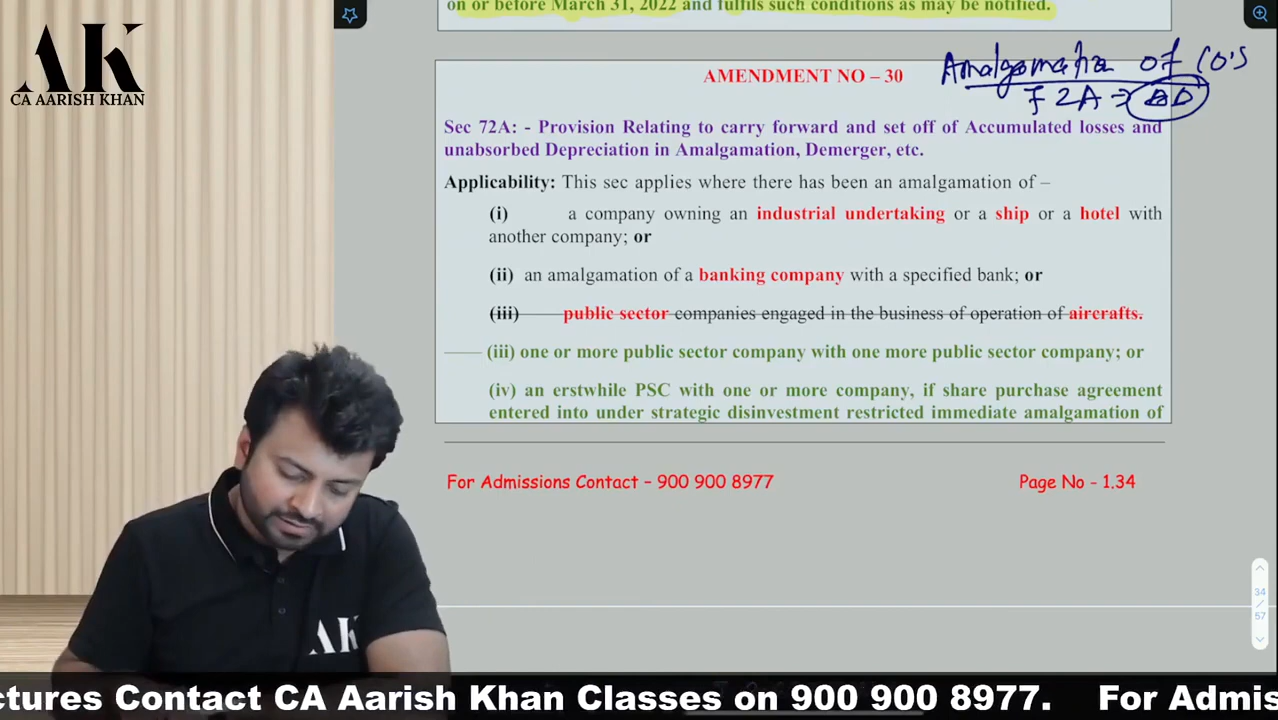 on or before March 31, 2022 and fulfils such conditions as may be notified.
AK
CA AARISH KHAN
Amalgamation of Co's
72A
AMENDMENT NO – 30
Sec 72A: - Provision Relating to carry forward and set off of Accumulated losses and
unabsorbed Depreciation in Amalgamation, Demerger, etc.
Applicability: This sec applies where there has been an amalgamation of –
(i) a company owning an industrial undertaking or a ship or a hotel with
another company; or
(ii) an amalgamation of a banking company with a specified bank; or
(iii) public sector companies engaged in the business of operation of aircrafts.
(iii) one or more public sector company with one more public sector company; or
(iv) an erstwhile PSC with one or more company, if share purchase agreement
entered into under strategic disinvestment restricted immediate amalgamation of
For Admissions Contact – 900 900 8977
Page No - 1.34
34
/
57
AK
ctures Contact CA Aarish Khan Classes on 900 900 8977. For Admis